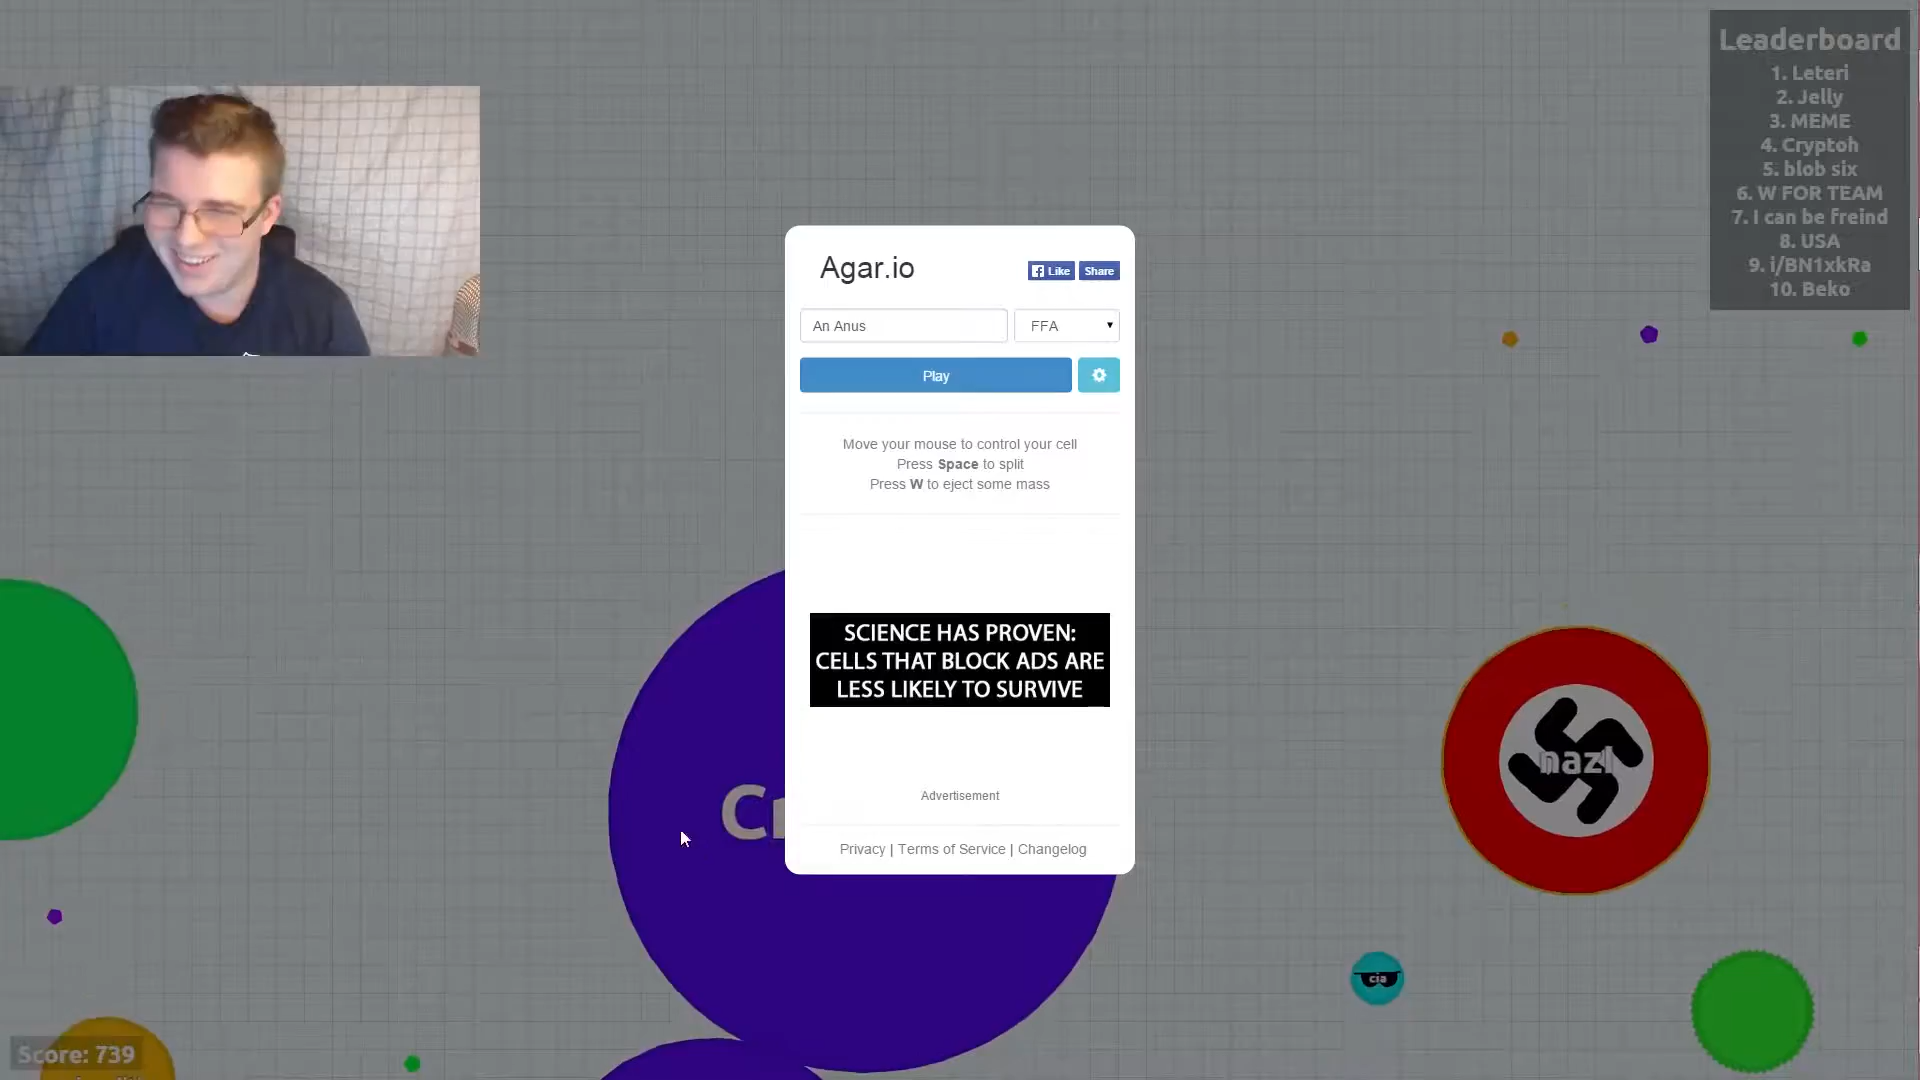 Leaderboard
1. Leteri
2. Jelly
3. MEME
4. Cryptoh
5. blob six
6. W FOR TEAM
7. I can be freind
8. USA
9. i/BN1xkRa
10. Beko
Agar.io
Like
Share
An Anus
FFA
Play
Move your mouse to control your cell
Press Space to split
Press W to eject some mass
SCIENCE HAS PROVEN:
CELLS THAT BLOCK ADS ARE
LESS LIKELY TO SURVIVE
nazI
Cr
Advertisement
Privacy | Terms of Service | Changelog
cia
Score: 739